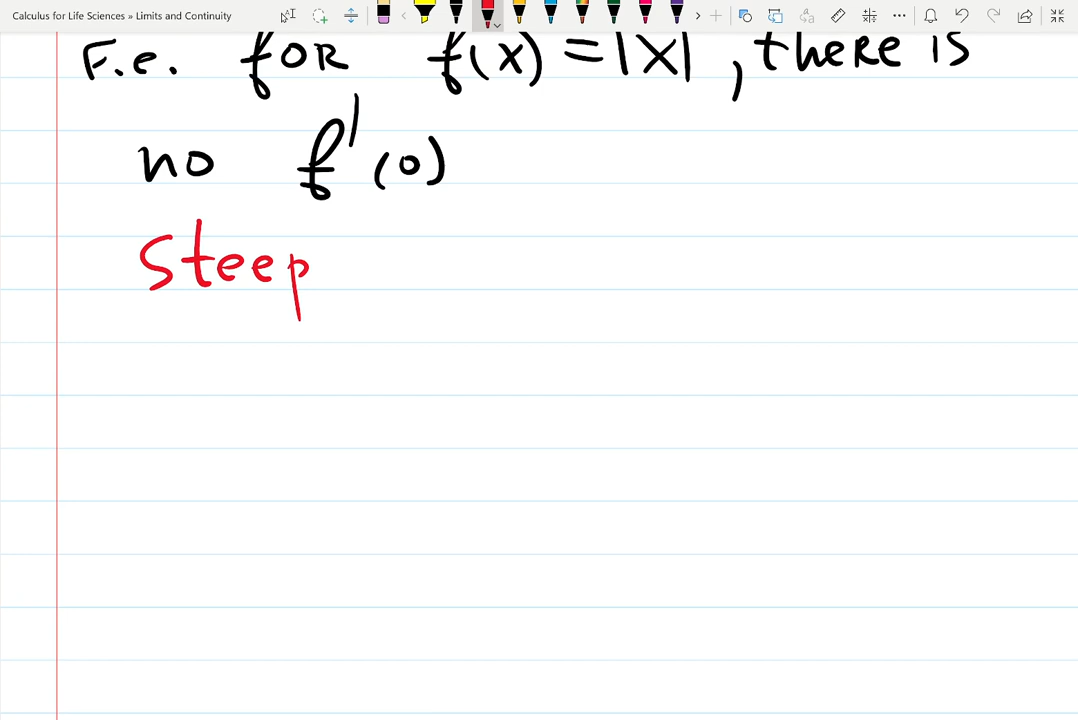 Calculus for Life Sciences » Limits and Continuity
F.e. for f(x) = |x|, there is
no f'(0)
steep